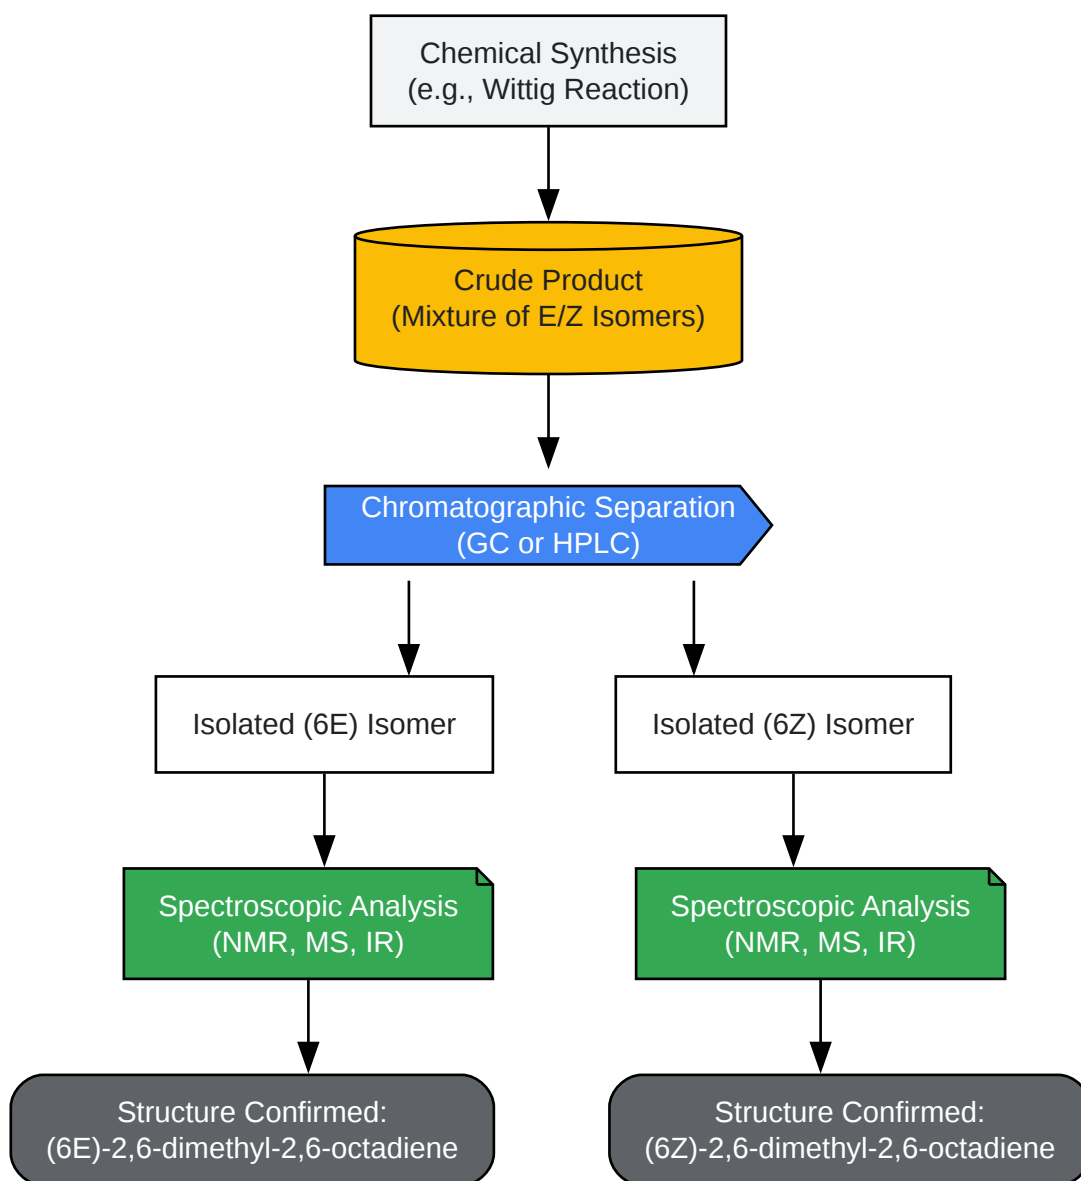 Chemical Synthesis
(e.g., Wittig Reaction)
Crude Product
(Mixture of E/Z Isomers)
Chromatographic Separation
(GC or HPLC)
Isolated (6E) Isomer
Isolated (6Z) Isomer
Spectroscopic Analysis
(NMR, MS, IR)
Spectroscopic Analysis
(NMR, MS, IR)
Structure Confirmed:
(6E)-2,6-dimethyl-2,6-octadiene
Structure Confirmed:
(6Z)-2,6-dimethyl-2,6-octadiene